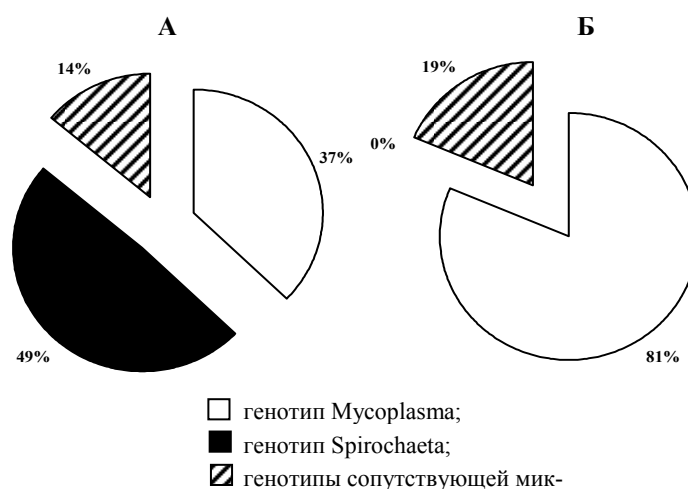 А
Б
14%
19%
37%
0%
49%
81%
генотип Mycoplasma;
генотип Spirochaeta;
генотипы сопутствующей мик-